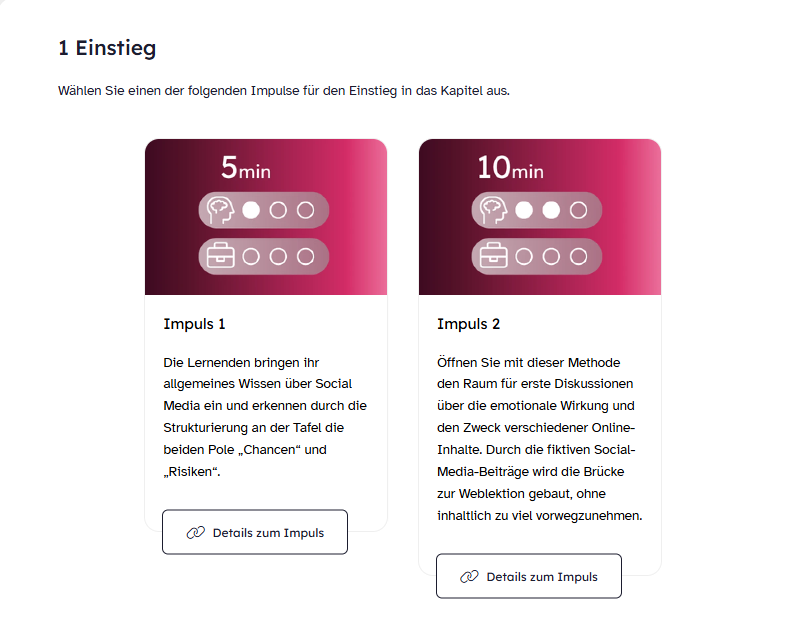 1 Einstieg
Wählen Sie einen der folgenden Impulse für den Einstieg in das Kapitel aus.
5min
Impuls 1
Die Lernenden bringen ihr
allgemeines Wissen über Social
Media ein und erkennen durch die
Strukturierung an der Tafel die
beiden Pole „Chancen“ und
„Risiken“.
Details zum Impuls
10min
Impuls 2
Öffnen Sie mit dieser Methode
den Raum für erste Diskussionen
über die emotionale Wirkung und
den Zweck verschiedener Online-
Inhalte. Durch die fiktiven Social-
Media-Beiträge wird die Brücke
zur Weblektion gebaut, ohne
inhaltlich zu viel vorwegzunehmen.
Details zum Impuls